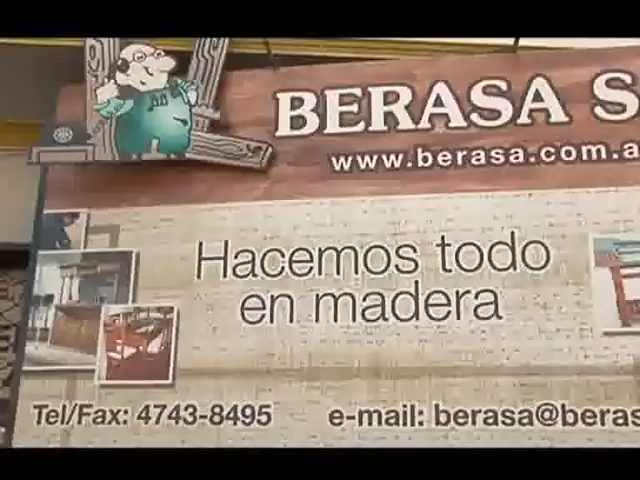 BERASA S
www.berasa.com.a
Hacemos todo
en madera
Tel/Fax: 4743-8495
e-mail: berasa@beras